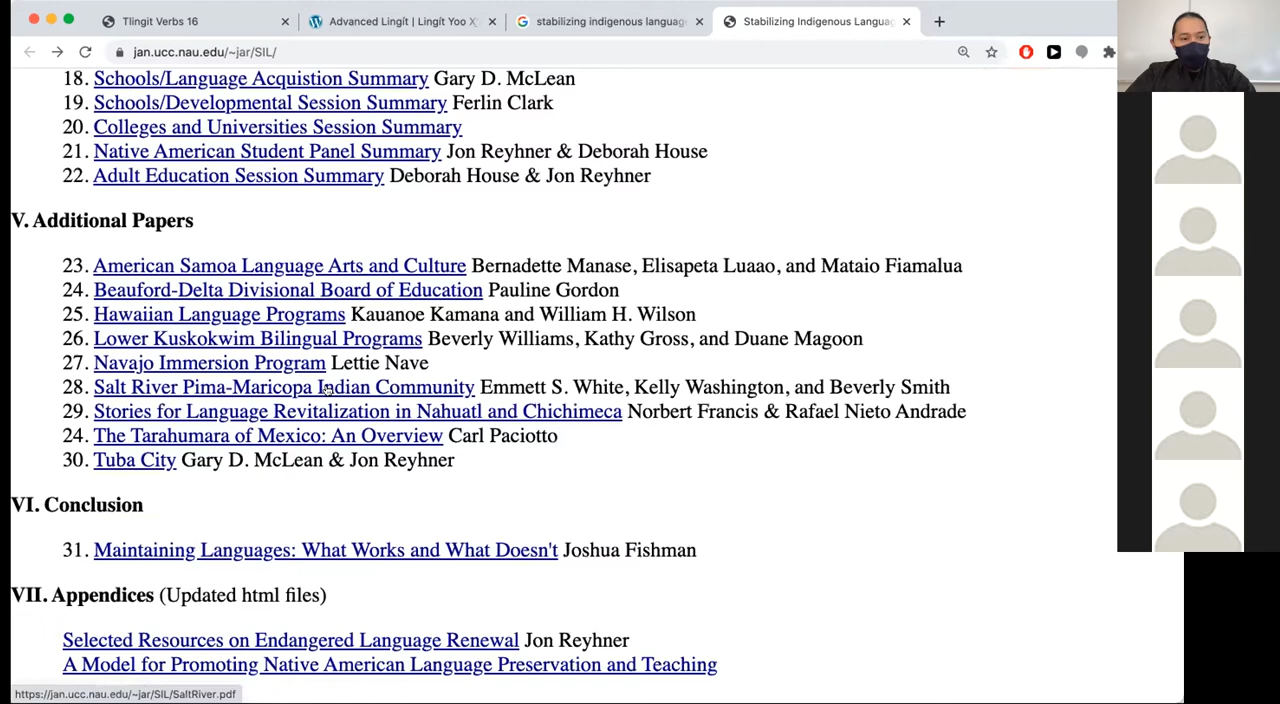 Tlingit Verbs 16
Advanced Lingít | Lingít Yoo X̱
stabilizing indigenous language
Stabilizing Indigenous Langua
jan.ucc.nau.edu/~jar/SIL/
18. Schools/Language Acquistion Summary Gary D. McLean
19. Schools/Developmental Session Summary Ferlin Clark
20. Colleges and Universities Session Summary
21. Native American Student Panel Summary Jon Reyhner & Deborah House
22. Adult Education Session Summary Deborah House & Jon Reyhner
V. Additional Papers
23. American Samoa Language Arts and Culture Bernadette Manase, Elisapeta Luaao, and Mataio Fiamalua
24. Beauford-Delta Divisional Board of Education Pauline Gordon
25. Hawaiian Language Programs Kauanoe Kamana and William H. Wilson
26. Lower Kuskokwim Bilingual Programs Beverly Williams, Kathy Gross, and Duane Magoon
27. Navajo Immersion Program Lettie Nave
28. Salt River Pima-Maricopa Indian Community Emmett S. White, Kelly Washington, and Beverly Smith
29. Stories for Language Revitalization in Nahuatl and Chichimeca Norbert Francis & Rafael Nieto Andrade
24. The Tarahumara of Mexico: An Overview Carl Paciotto
30. Tuba City Gary D. McLean & Jon Reyhner
VI. Conclusion
31. Maintaining Languages: What Works and What Doesn't Joshua Fishman
VII. Appendices (Updated html files)
Selected Resources on Endangered Language Renewal Jon Reyhner
A Model for Promoting Native American Language Preservation and Teaching
https://jan.ucc.nau.edu/~jar/SIL/SaltRiver.pdf